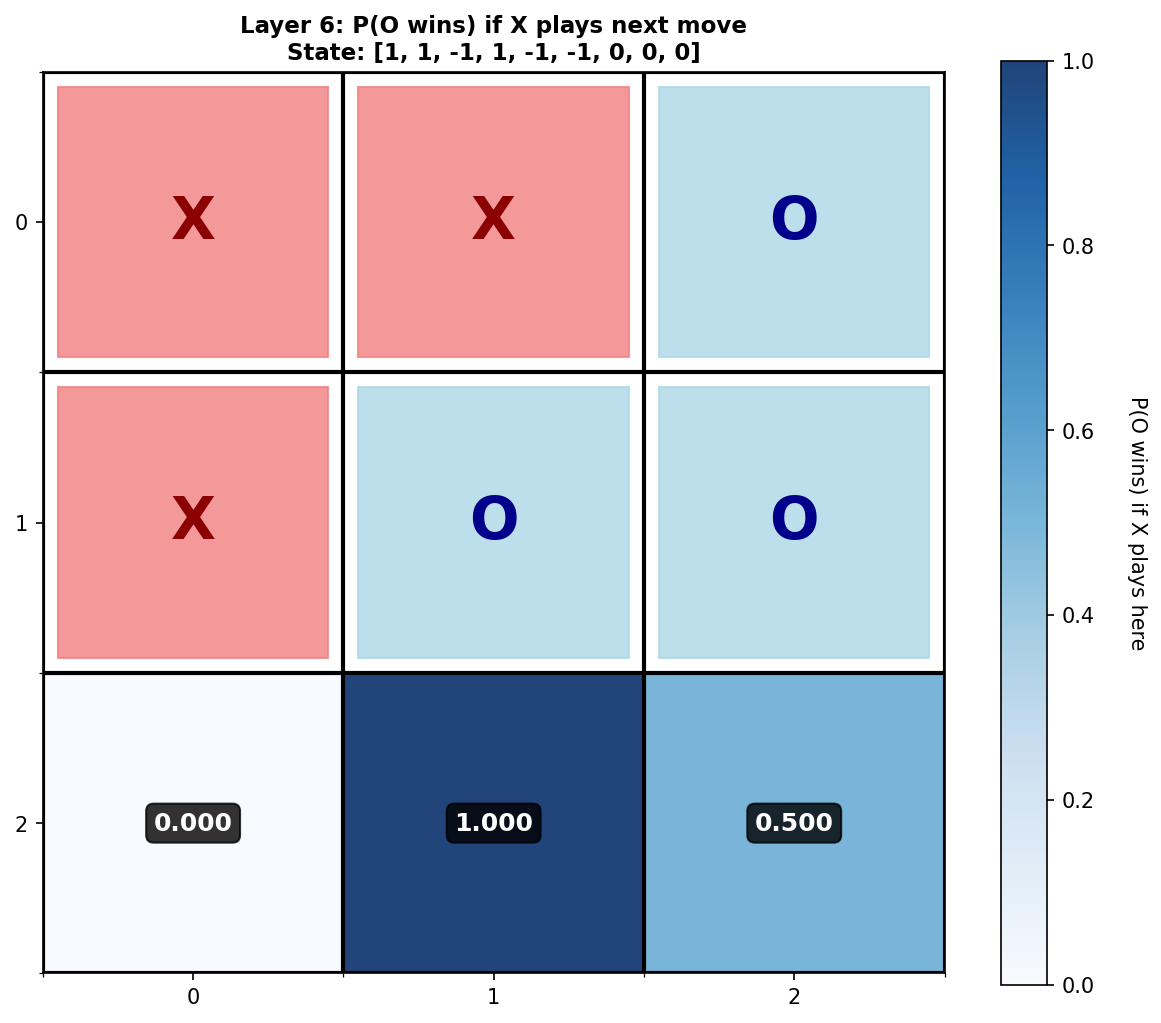 Layer 6: P(O wins) if X plays next move
State: [1, 1, -1, 1, -1, -1, 0, 0, 0]
0
X
X
O
1
X
O
O
2
0.000
1.000
0.500
0
1
2
1.0
0.8
0.6
0.4
0.2
0.0
P(O wins) if X plays here